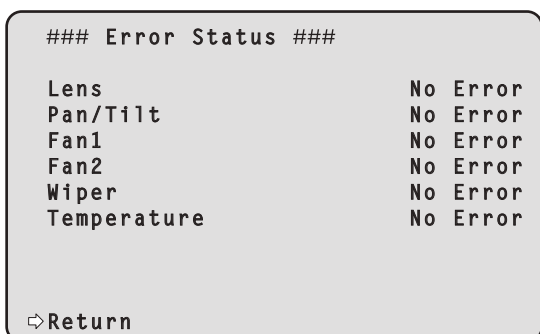 ### Error Status ###
Lens No Error
Pan/Tilt No Error
Fan1 No Error
Fan2 No Error
Wiper No Error
Temperature No Error
⇨Return